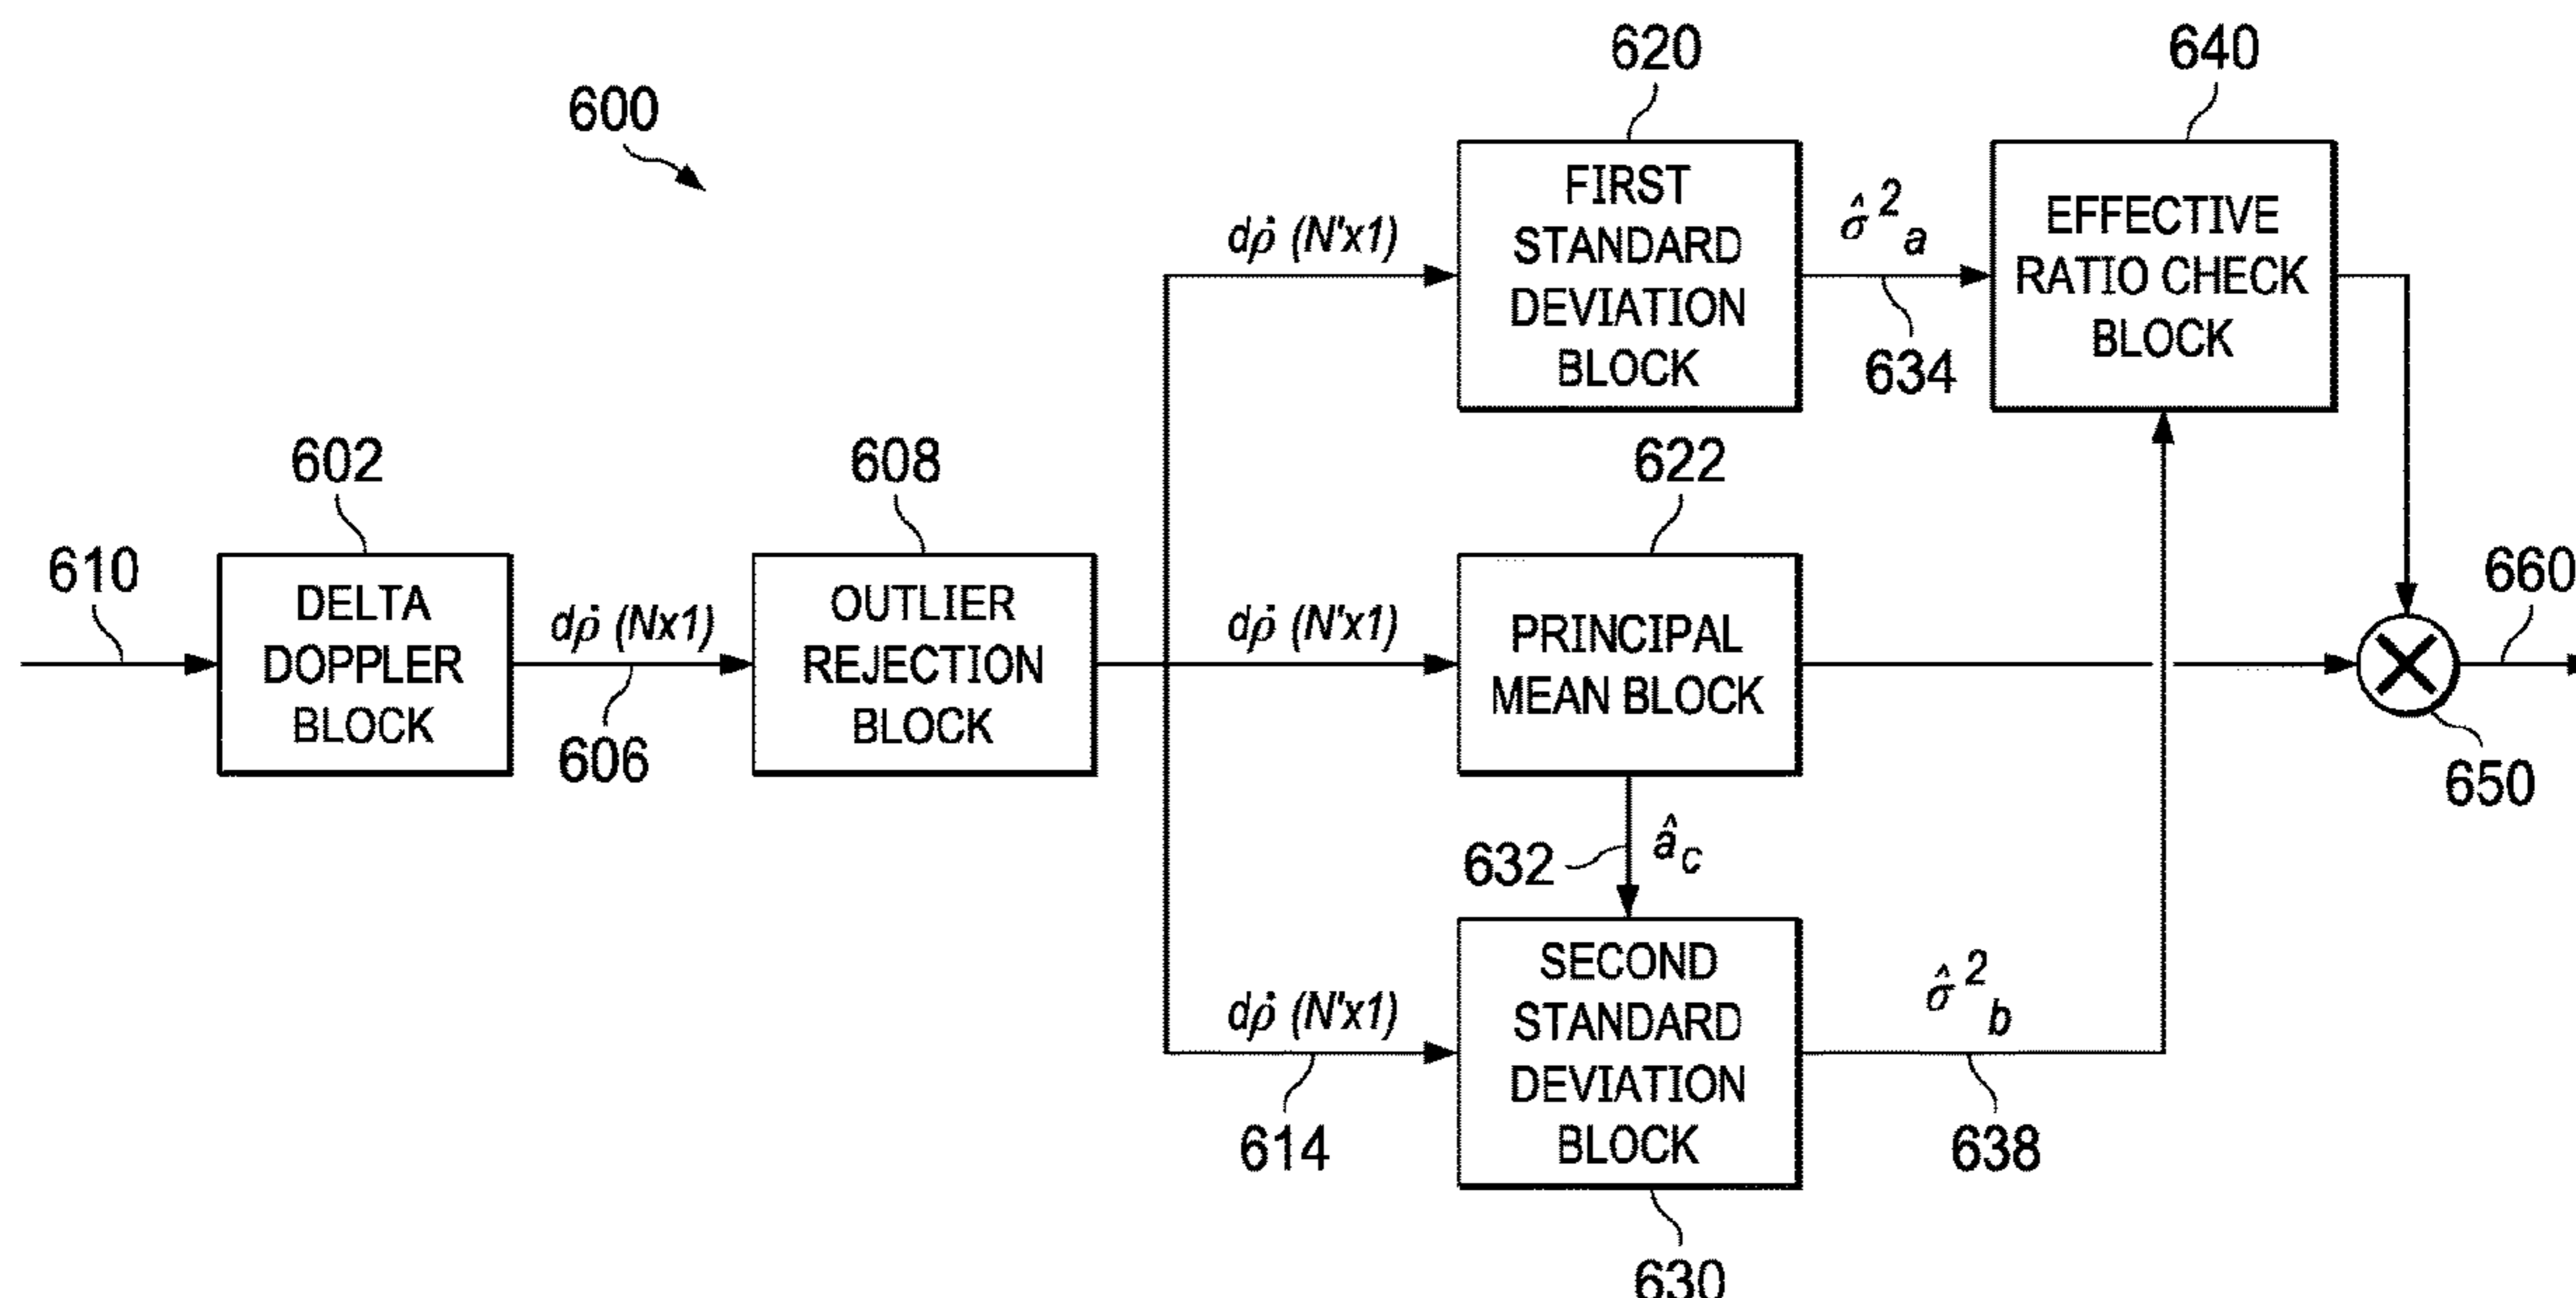 600
620
640
FIRST
STANDARD
DEVIATION
BLOCK
EFFECTIVE
RATIO CHECK
BLOCK
dρ̇ (N'x1)
σ̂²a
634
602
608
622
610
DELTA
DOPPLER
BLOCK
dρ̇ (Nx1)
606
OUTLIER
REJECTION
BLOCK
dρ̇ (N'x1)
PRINCIPAL
MEAN BLOCK
660
650
632
âc
dρ̇ (N'x1)
614
SECOND
STANDARD
DEVIATION
BLOCK
σ̂²b
638
630